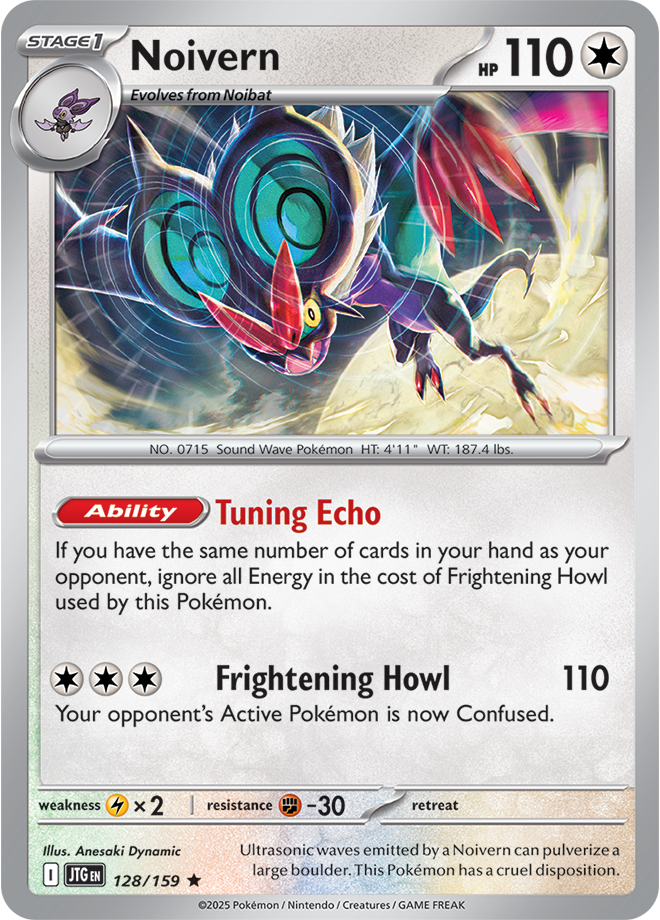 STAGE 1
Noivern
HP 110
Evolves from Noibat
NO. 0715 Sound Wave Pokémon HT: 4'11" WT: 187.4 lbs.
Ability Tuning Echo
If you have the same number of cards in your hand as your
opponent, ignore all Energy in the cost of Frightening Howl
used by this Pokémon.
Frightening Howl 110
Your opponent's Active Pokémon is now Confused.
weakness ×2 resistance -30 retreat
Illus. Anesaki Dynamic
Ultrasonic waves emitted by a Noivern can pulverize a
large boulder. This Pokémon has a cruel disposition.
I JTG EN 128/159 ★
©2025 Pokémon / Nintendo / Creatures / GAME FREAK